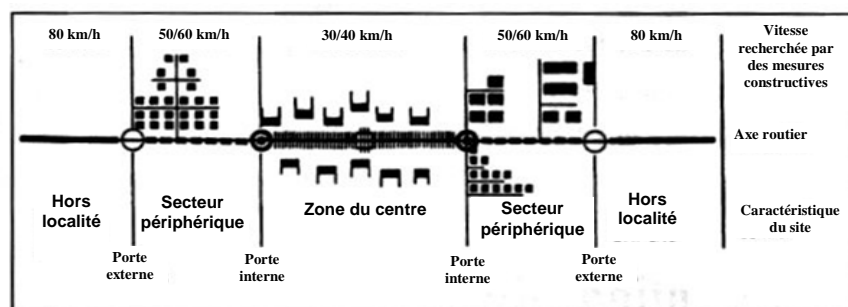 80 km/h
50/60 km/h
30/40 km/h
50/60 km/h
80 km/h
Vitesse
recherchée par
des mesures
constructives
Axe routier
Hors
localité
Secteur
périphérique
Zone du centre
Secteur
périphérique
Hors
localité
Caractéristique
du site
Porte
externe
Porte
interne
Porte
interne
Porte
externe